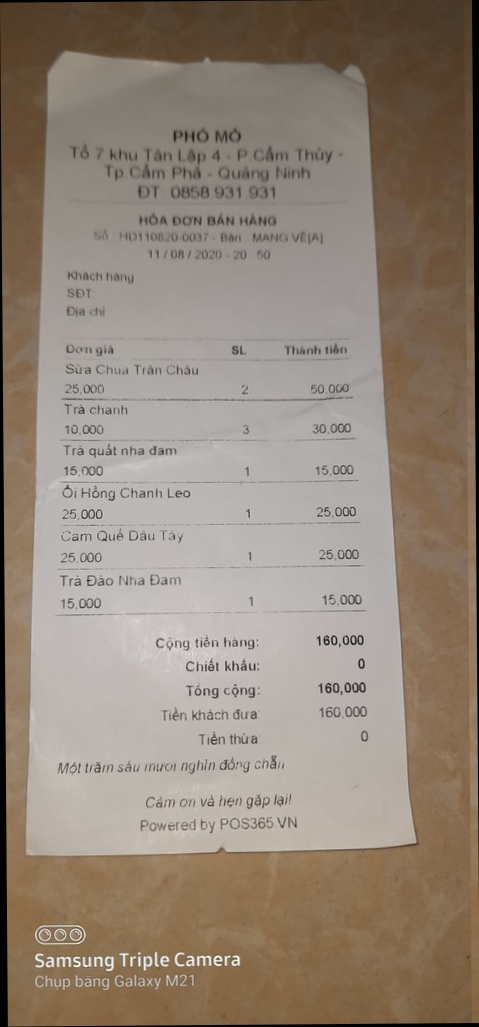 PHÔ MÔ
Tổ 7 khu Tân Lập 4 - P.Cẩm Thủy -
Tp.Cẩm Phả - Quảng Ninh
ĐT: 0858.931.931
HÓA ĐƠN BÁN HÀNG
Số : HD110820-0037 - Bàn : MANG VỀ[A]
11 / 08 / 2020 - 20 : 50
Khách hàng
SĐT:
Địa chỉ
Đơn giá SL Thành tiền
Sữa Chua Trân Châu
25,000 2 50,000
Trà chanh
10,000 3 30,000
Trà quất nha đam
15,000 1 15,000
Ổi Hồng Chanh Leo
25,000 1 25,000
Cam Quế Dâu Tây
25,000 1 25,000
Trà Đào Nha Đam
15,000 1 15,000
Cộng tiền hàng: 160,000
Chiết khấu: 0
Tổng cộng: 160,000
Tiền khách đưa: 160,000
Tiền thừa: 0
Một trăm sáu mươi nghìn đồng chẵn
Cảm ơn và hẹn gặp lại!
Powered by POS365.VN
Samsung Triple Camera
Chụp bằng Galaxy M21